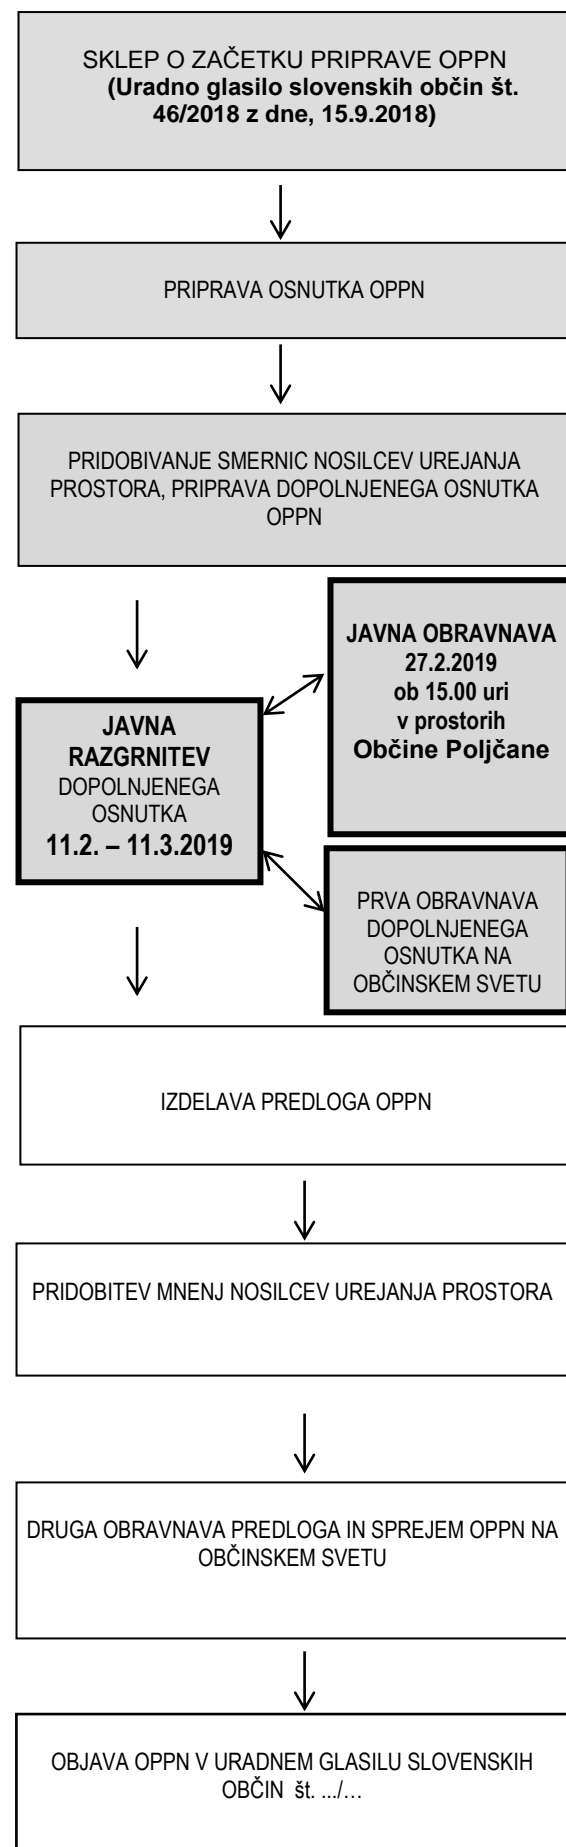 SKLEP O ZAČETKU PRIPRAVE OPPN
(Uradno glasilo slovenskih občin št.
46/2018 z dne, 15.9.2018)
PRIPRAVA OSNUTKA OPPN
PRIDOBIVANJE SMERNIC NOSILCEV UREJANJA
PROSTORA, PRIPRAVA DOPOLNJENEGA OSNUTKA
OPPN
JAVNA OBRAVNAVA
27.2.2019
ob 15.00 uri
v prostorih
Občine Poljčane
JAVNA
RAZGRNITEV
DOPOLNJENEGA
OSNUTKA
11.2. – 11.3.2019
PRVA OBRAVNAVA
DOPOLNJENEGA
OSNUTKA NA
OBČINSKEM SVETU
IZDELAVA PREDLOGA OPPN
PRIDOBITEV MNENJ NOSILCEV UREJANJA PROSTORA
DRUGA OBRAVNAVA PREDLOGA IN SPREJEM OPPN NA
OBČINSKEM SVETU
OBJAVA OPPN V URADNEM GLASILU SLOVENSKIH
OBČIN št. .../…